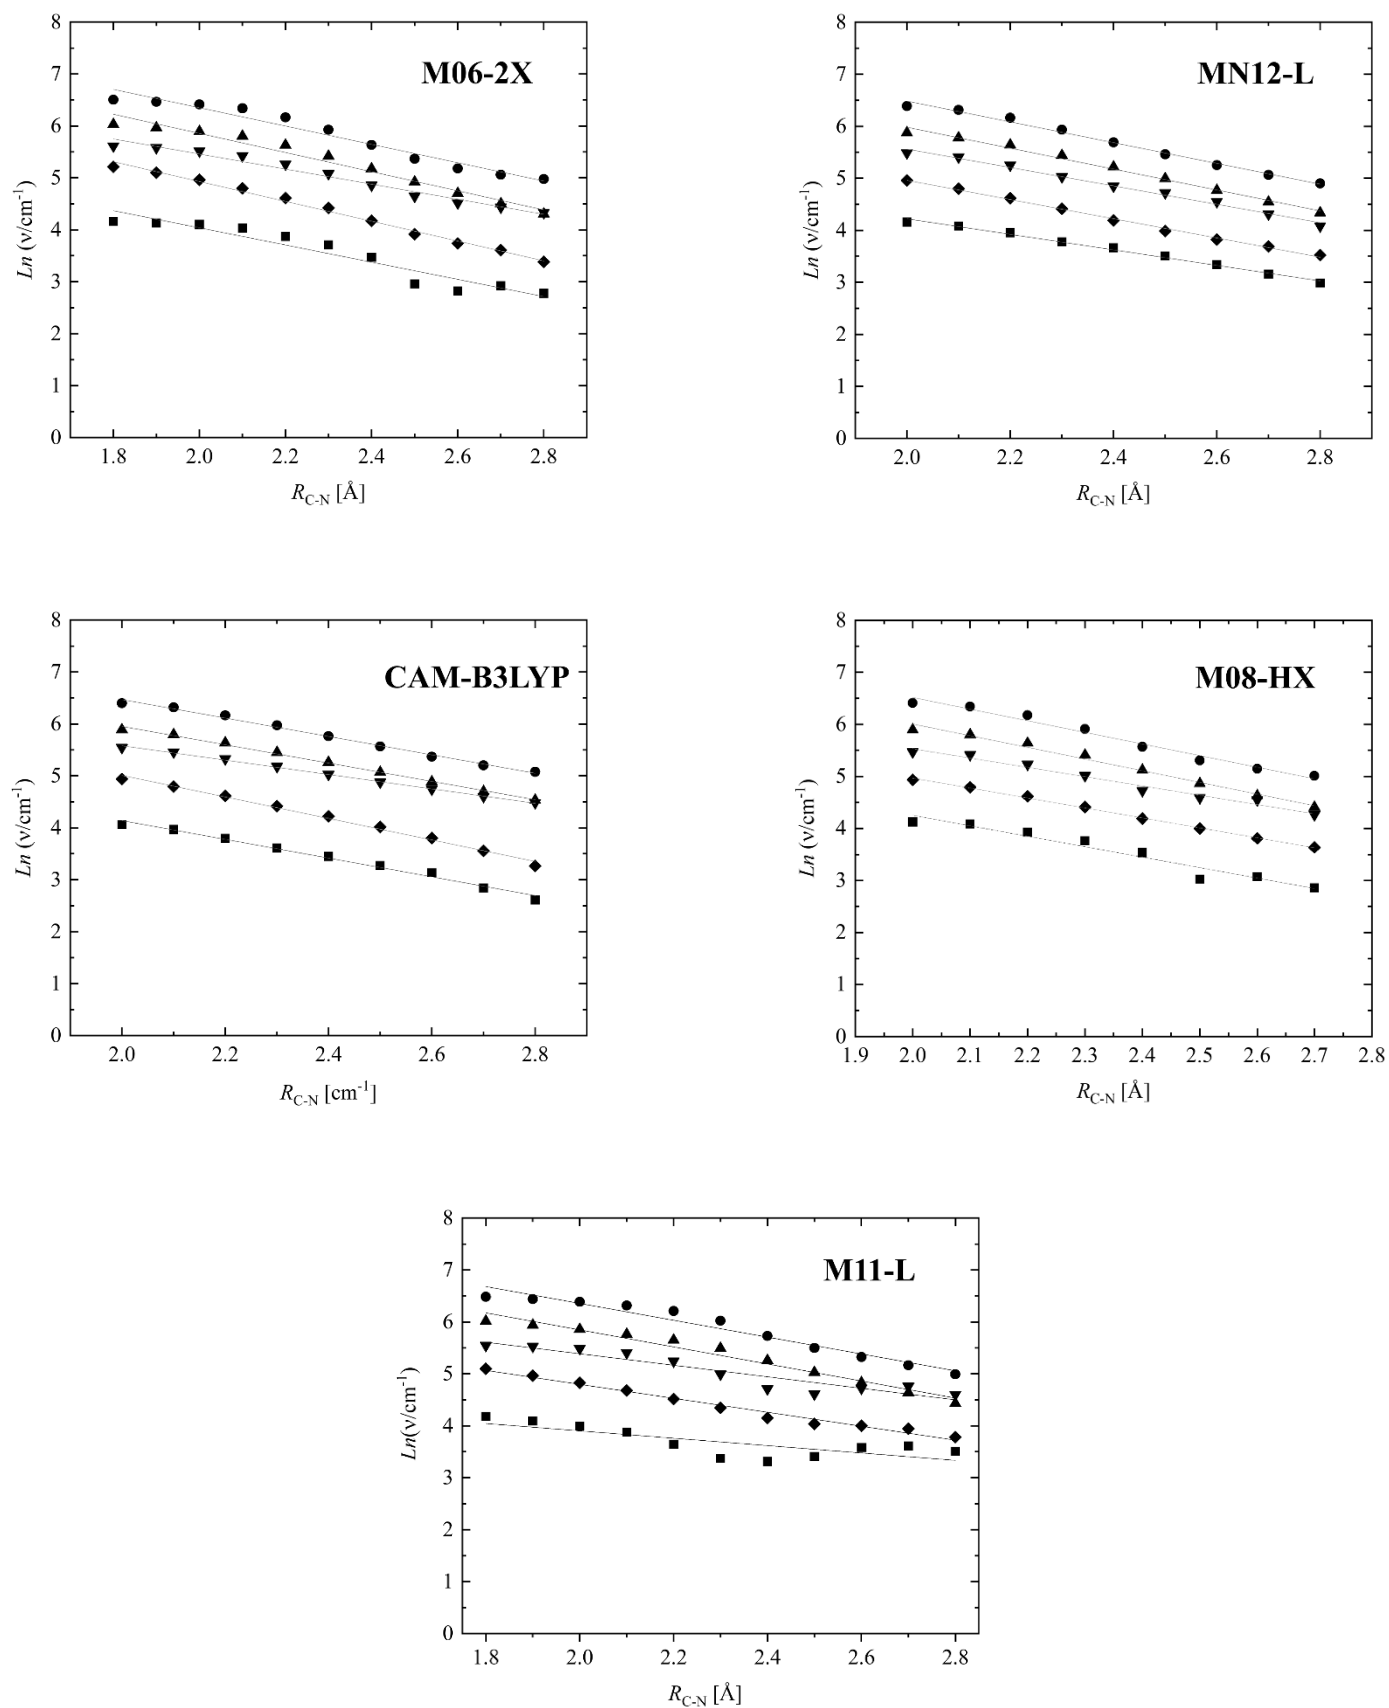 M06-2X
8
7
6
5
4
3
2
1
0
Ln (ν/cm⁻¹)
1.8 2.0 2.2 2.4 2.6 2.8
R_C-N [Å]
MN12-L
8
7
6
5
4
3
2
1
0
Ln (ν/cm⁻¹)
2.0 2.2 2.4 2.6 2.8
R_C-N [Å]
CAM-B3LYP
8
7
6
5
4
3
2
1
0
Ln (ν/cm⁻¹)
2.0 2.2 2.4 2.6 2.8
R_C-N [cm⁻¹]
M08-HX
8
7
6
5
4
3
2
1
0
Ln (ν/cm⁻¹)
1.9 2.0 2.1 2.2 2.3 2.4 2.5 2.6 2.7 2.8
R_C-N [Å]
M11-L
8
7
6
5
4
3
2
1
0
Ln(ν/cm⁻¹)
1.8 2.0 2.2 2.4 2.6 2.8
R_C-N [Å]